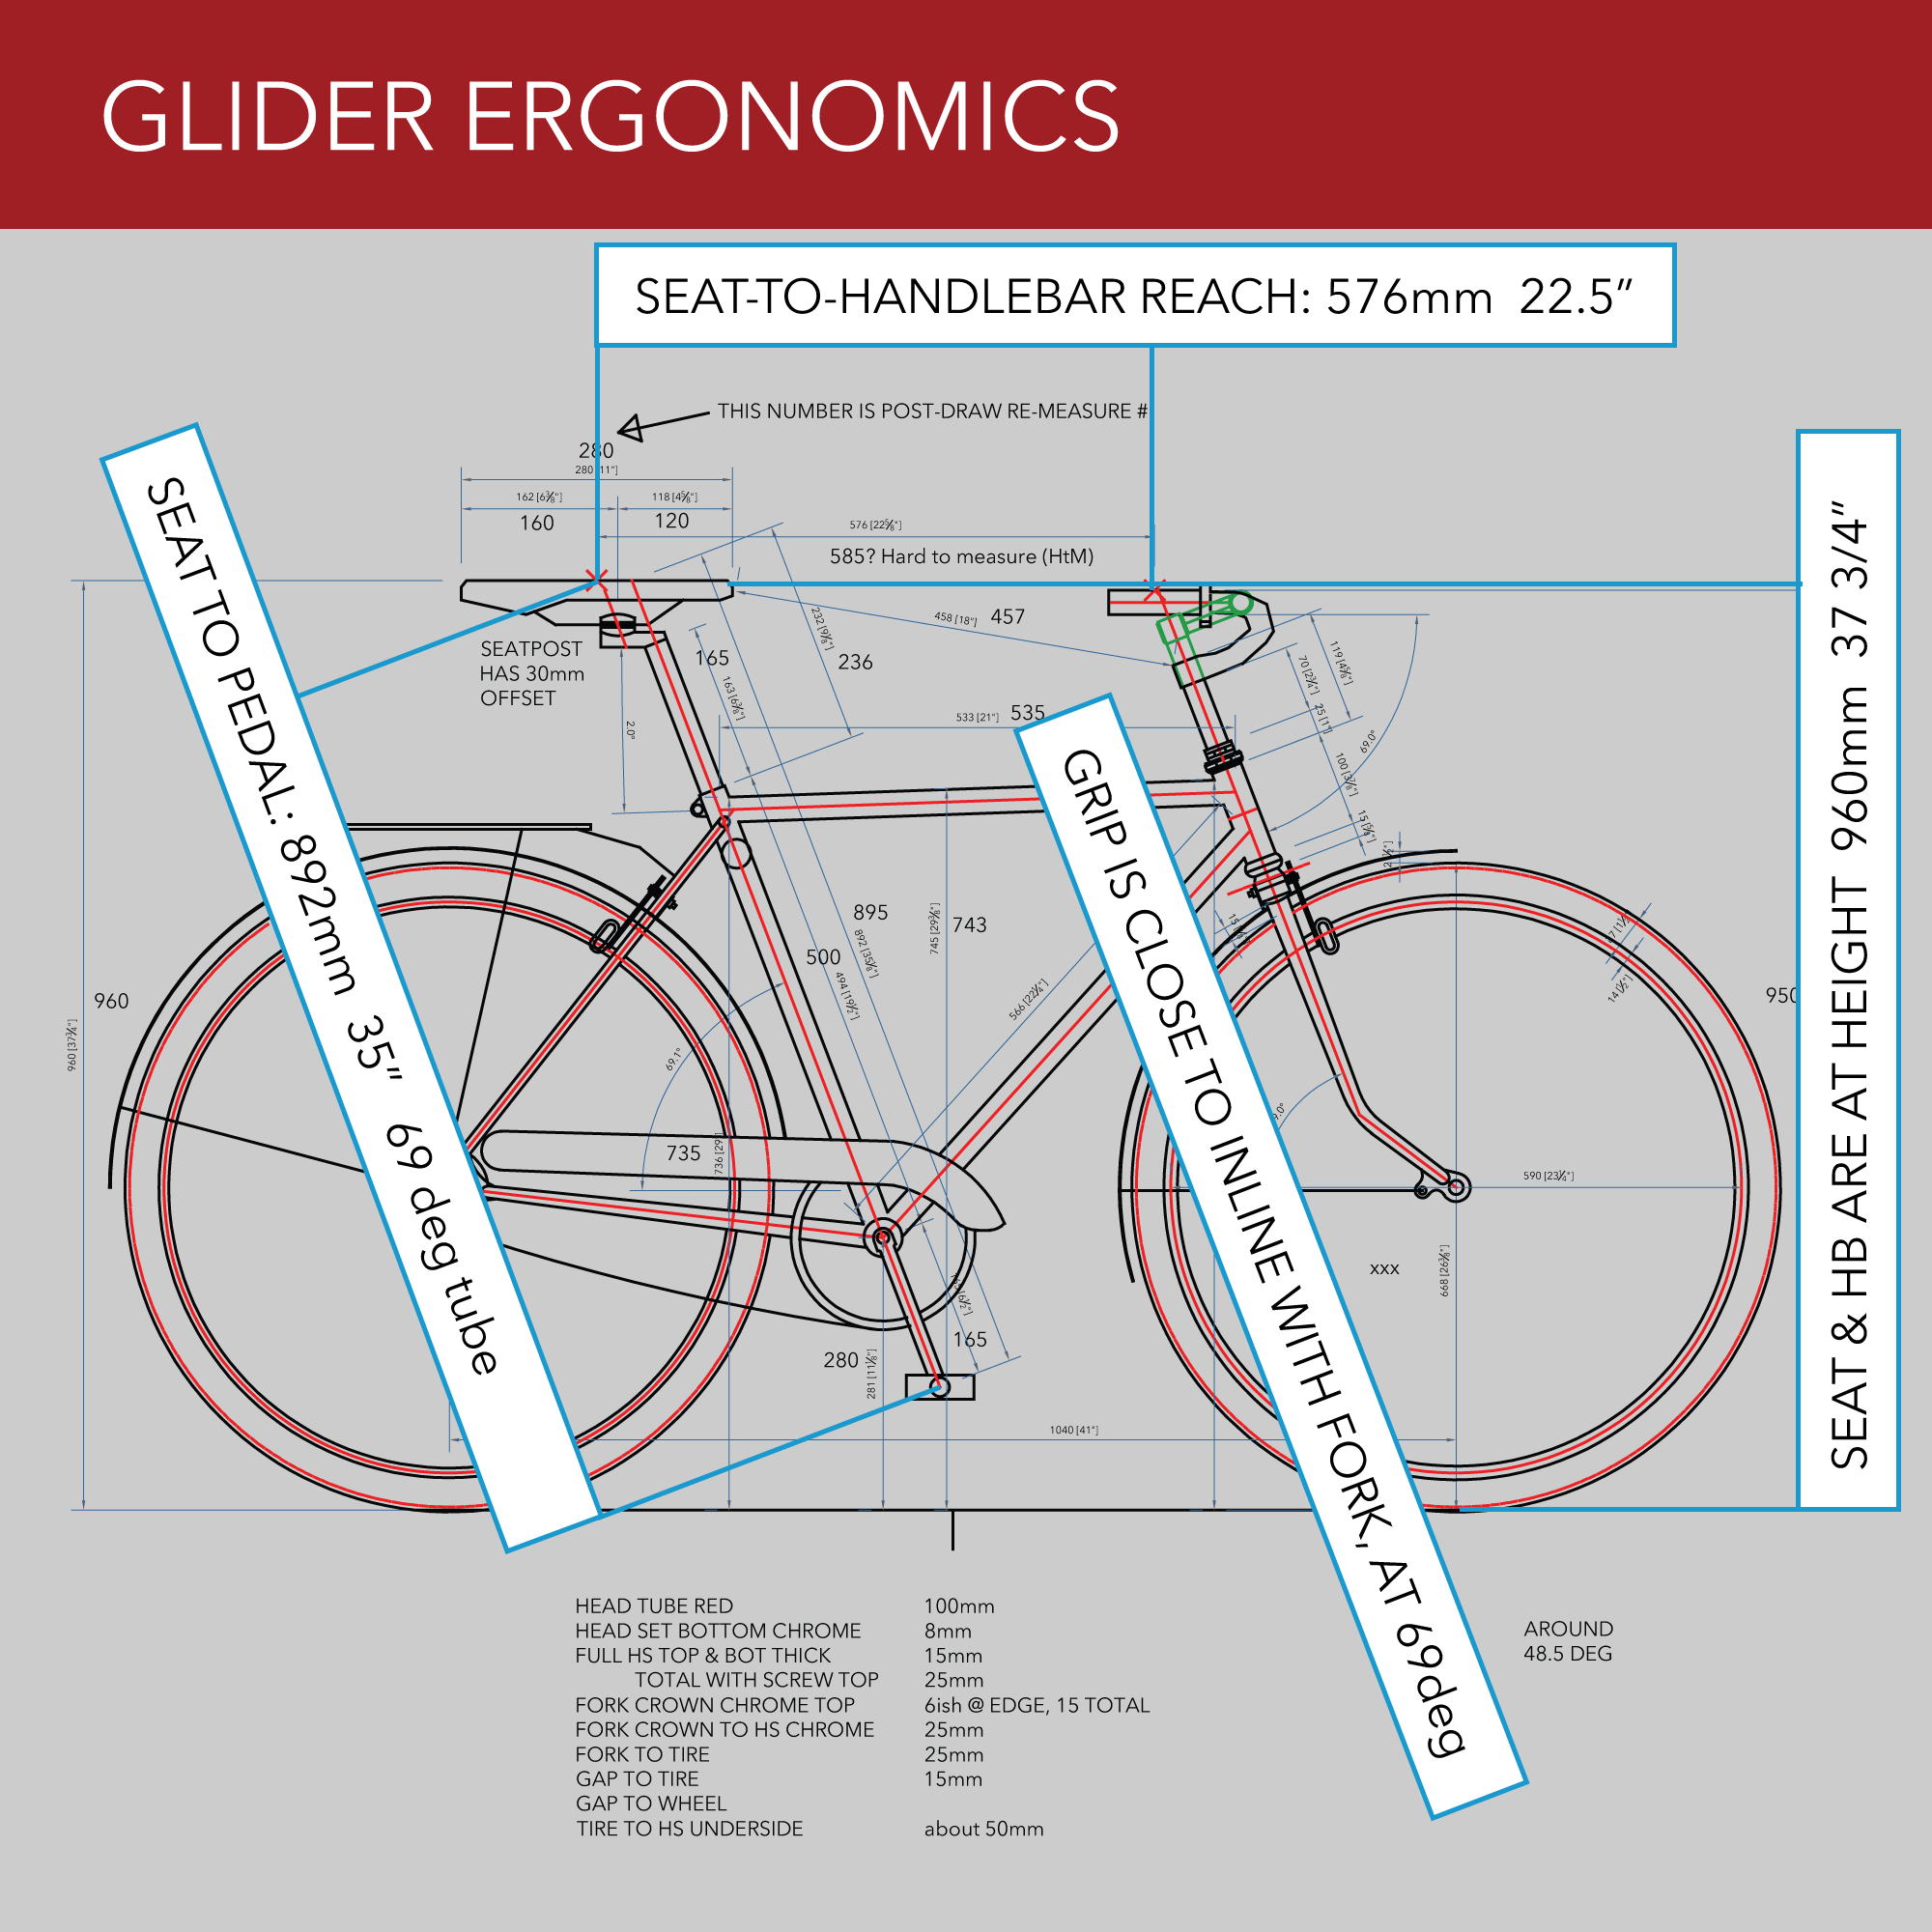 GLIDER ERGONOMICS
SEAT-TO-HANDLEBAR REACH: 576mm 22.5”
THIS NUMBER IS POST-DRAW RE-MEASURE #
280
280 [11"]
162 [6⅜"]
118 [4⅝"]
160
120
576 [22⅝"]
585? Hard to measure (HtM)
SEATPOST
HAS 30mm
OFFSET
165
163 [6⅜"]
232 [9⅛"]
236
458 [18"]
457
2.0°
533 [21"]
535
119 [4⅝"]
70 [2¾"]
25 [1"]
69.0°
100 [3⅞"]
15 [⅝"]
SEAT TO PEDAL: 892mm 35” 69 deg tube
GRIP IS CLOSE TO INLINE WITH FORK, AT 69deg
SEAT & HB ARE AT HEIGHT 960mm 37 3/4”
960
960 [37¾"]
950
895
892 [35⅛"]
500
494 [19½"]
745 [29⅜"]
743
566 [22¼"]
69.1°
735
736 [29"]
14 [½"]
590 [23¼"]
668 [26⅜"]
xxx
165
280
281 [11⅛"]
1040 [41"]
HEAD TUBE RED 100mm
HEAD SET BOTTOM CHROME 8mm
FULL HS TOP & BOT THICK 15mm
TOTAL WITH SCREW TOP 25mm
FORK CROWN CHROME TOP 6ish @ EDGE, 15 TOTAL
FORK CROWN TO HS CHROME 25mm
FORK TO TIRE 25mm
GAP TO TIRE 15mm
GAP TO WHEEL
TIRE TO HS UNDERSIDE about 50mm
AROUND
48.5 DEG